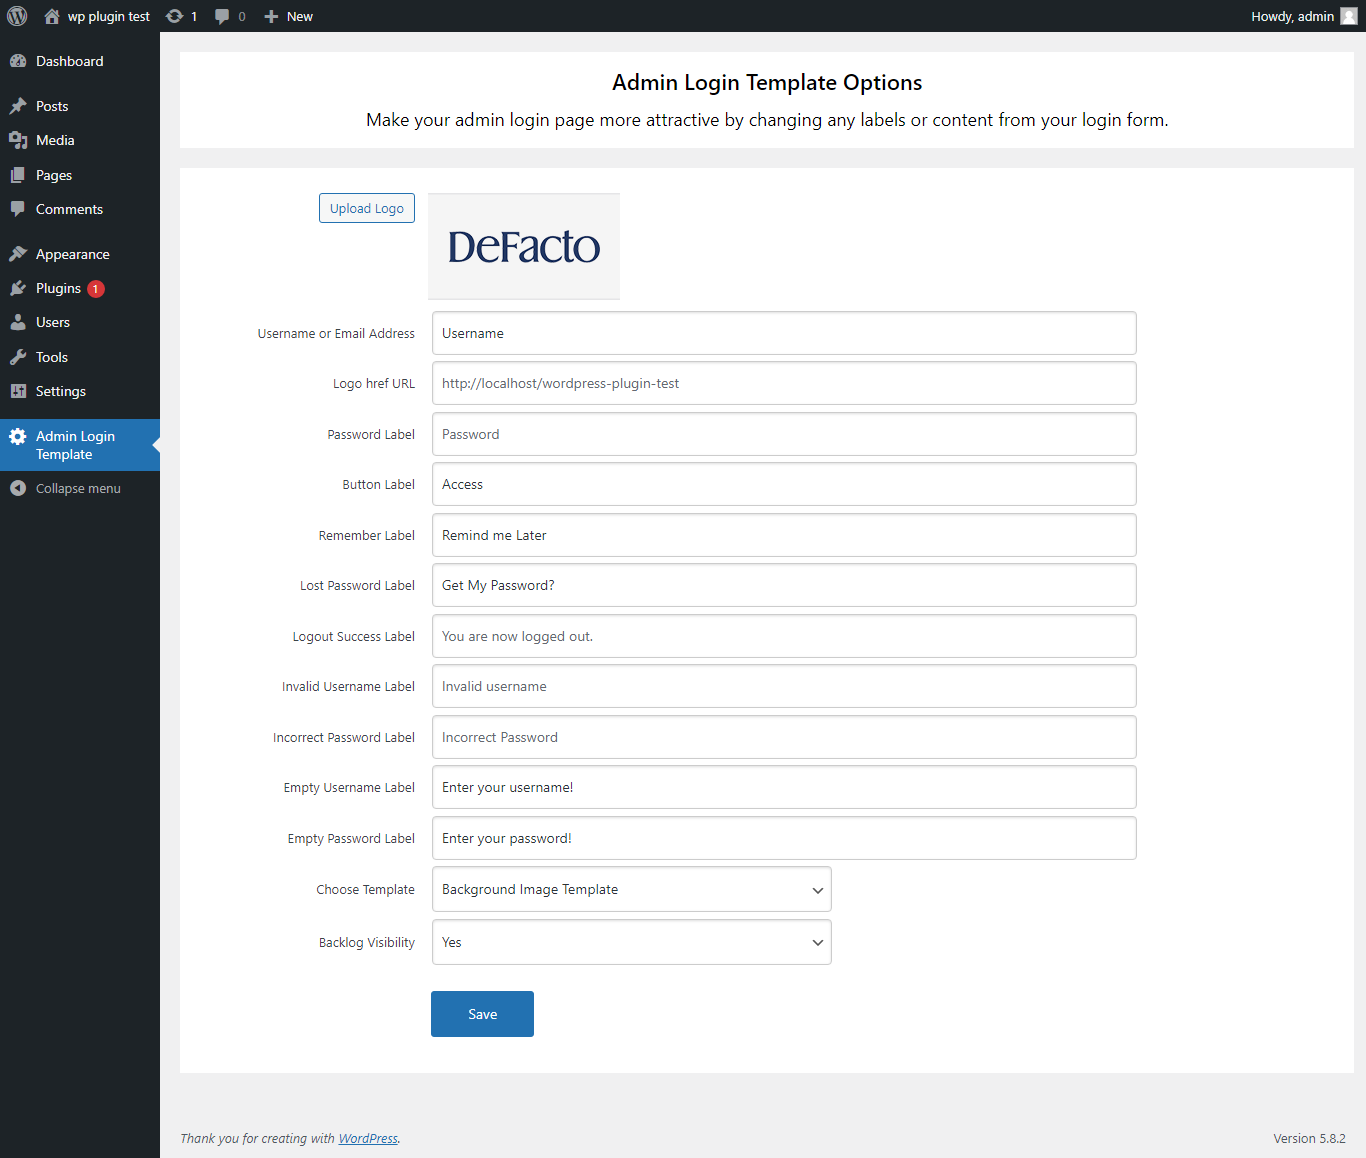 wp plugin test 1 0 New Howdy, admin
Dashboard
Posts
Media
Pages
Comments
Appearance
Plugins 1
Users
Tools
Settings
Admin Login
Template
Collapse menu
Admin Login Template Options
Make your admin login page more attractive by changing any labels or content from your login form.
Upload Logo
DeFacto
Username or Email Address Username
Logo href URL http://localhost/wordpress-plugin-test
Password Label Password
Button Label Access
Remember Label Remind me Later
Lost Password Label Get My Password?
Logout Success Label You are now logged out.
Invalid Username Label Invalid username
Incorrect Password Label Incorrect Password
Empty Username Label Enter your username!
Empty Password Label Enter your password!
Choose Template Background Image Template
Backlog Visibility Yes
Save
Thank you for creating with WordPress. Version 5.8.2